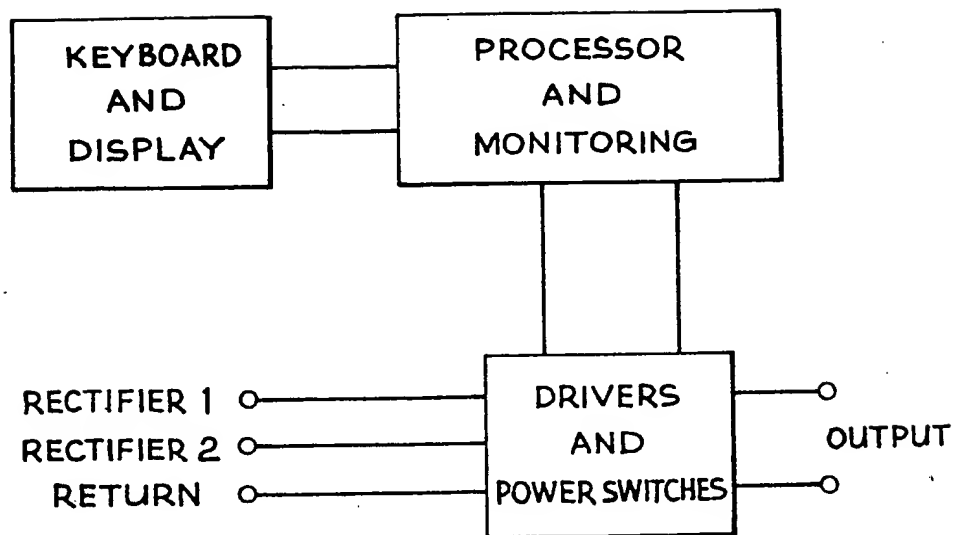 KEYBOARD
AND
DISPLAY
PROCESSOR
AND
MONITORING
RECTIFIER 1
RECTIFIER 2
RETURN
DRIVERS
AND
POWER SWITCHES
OUTPUT